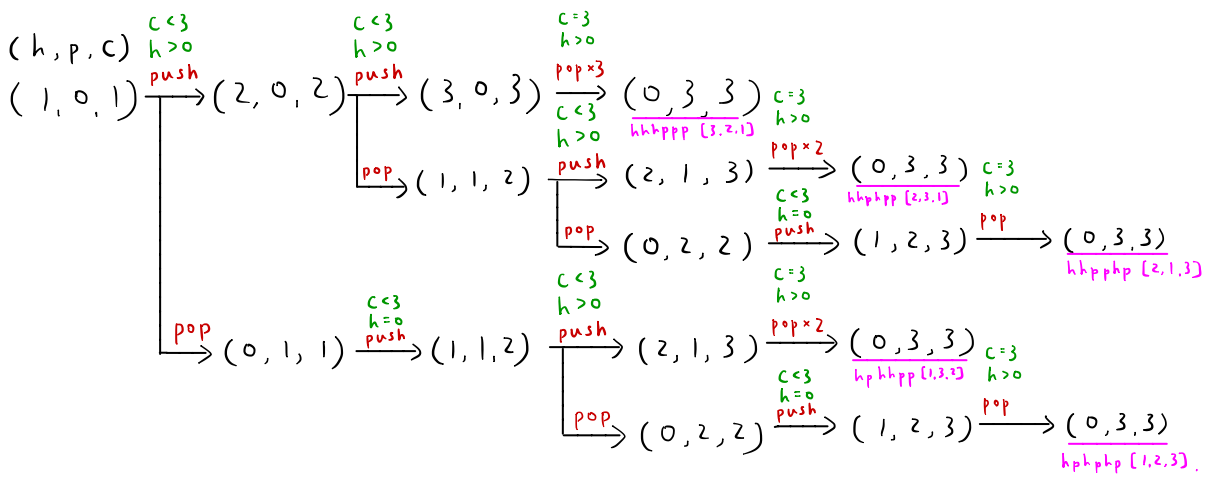 (h, p, c)
C<3
h>0
push
(1, 0, 1)
(2, 0, 2)
C<3
h>0
push
(3, 0, 3)
C=3
h>0
pop×3
(0, 3, 3)
hhhppp [3,2,1]
pop
(1, 1, 2)
C<3
h>0
push
(2, 1, 3)
C=3
h>0
pop×2
(0, 3, 3)
hhphpp [2,3,1]
pop
(0, 2, 2)
C<3
h=0
push
(1, 2, 3)
C=3
h>0
pop
(0, 3, 3)
hhpphp [2,1,3]
pop
(0, 1, 1)
C<3
h=0
push
(1, 1, 2)
C<3
h>0
push
(2, 1, 3)
C=3
h>0
pop×2
(0, 3, 3)
hphhpp [1,3,2]
pop
(0, 2, 2)
C<3
h=0
push
(1, 2, 3)
C=3
h>0
pop
(0, 3, 3)
hphphp [1,2,3].